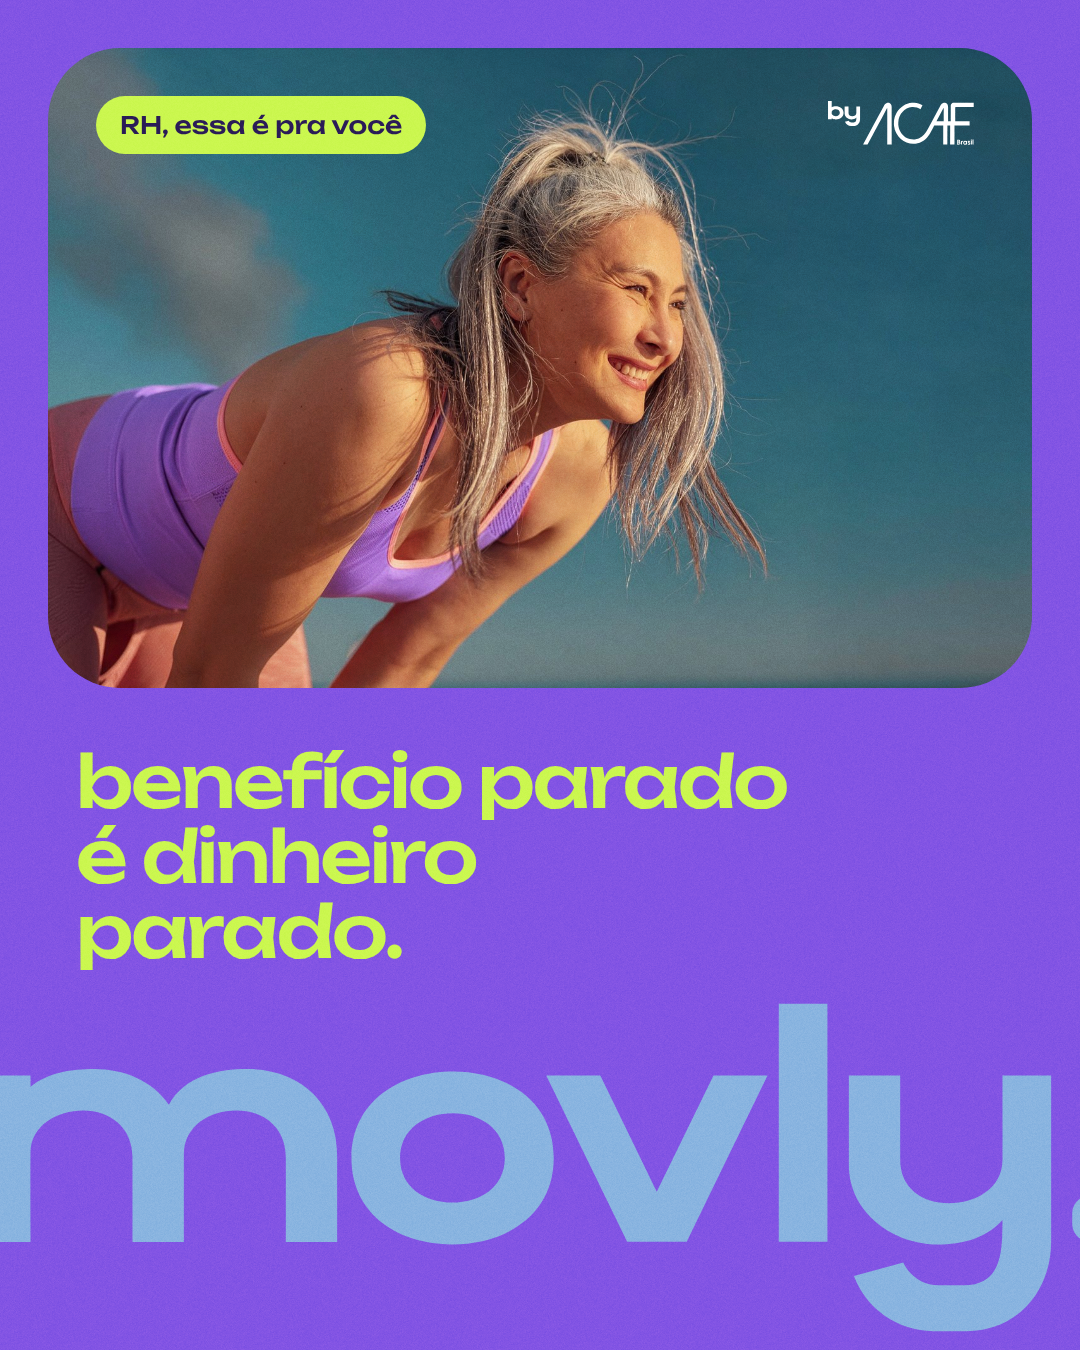 RH, essa é pra você
by ACAF
Brasil
benefício parado
é dinheiro
parado.
movly.